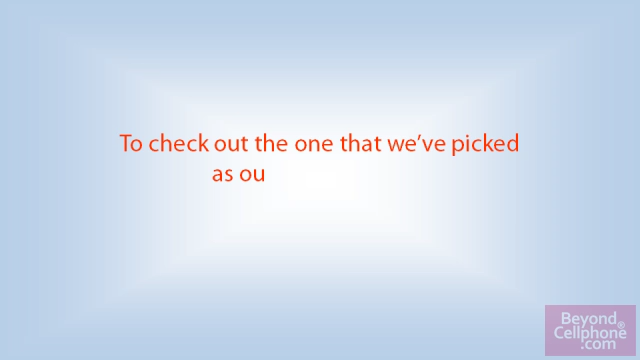 To check out the one that we've picked
as ou
Beyond
Cellphone®
.com